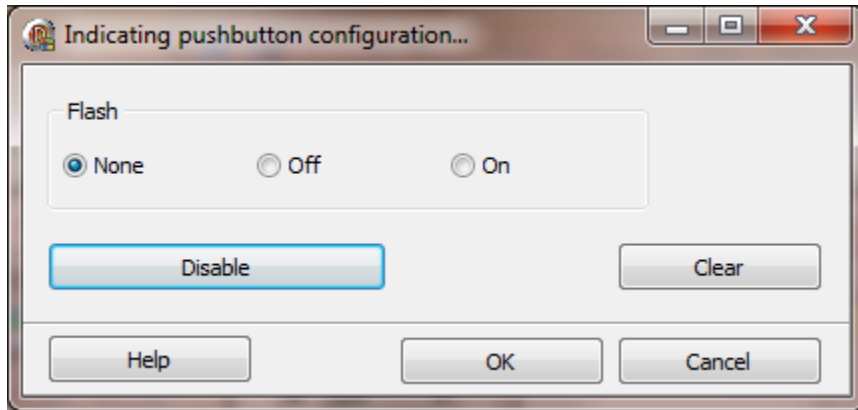 Indicating pushbutton configuration...
Flash
None Off On
Disable Clear
Help OK Cancel